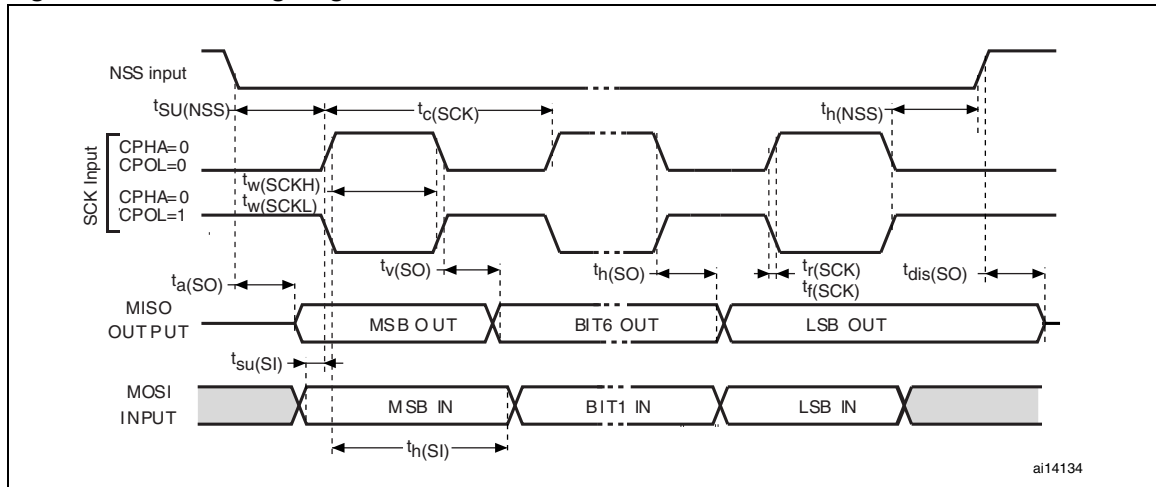 NSS input
tSU(NSS)
tc(SCK)
th(NSS)
SCK Input
CPHA=0
CPOL=0
tw(SCKH)
tw(SCKL)
CPHA=0
CPOL=1
tv(SO)
th(SO)
tr(SCK)
tf(SCK)
tdis(SO)
ta(SO)
MISO
OUTPUT
MSB OUT
BIT6 OUT
LSB OUT
tsu(SI)
MOSI
INPUT
MSB IN
BIT1 IN
LSB IN
th(SI)
ai14134